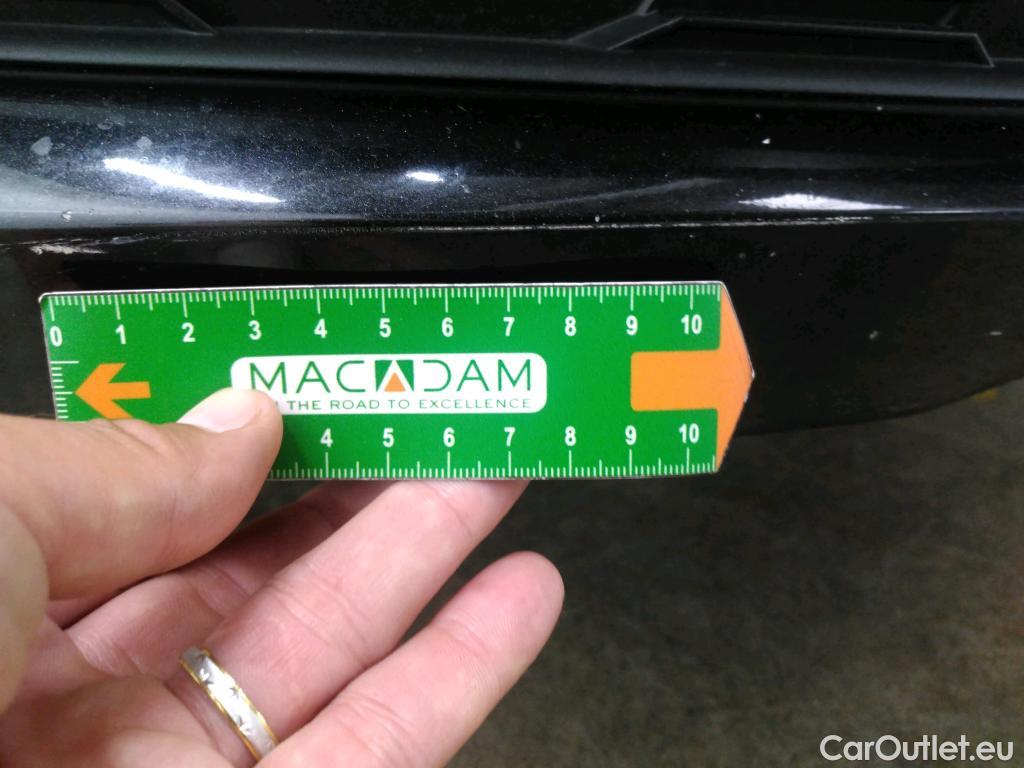 0 1 2 3 4 5 6 7 8 9 10
MACADAM
THE ROAD TO EXCELLENCE
4 5 6 7 8 9 10
CarOutlet.eu